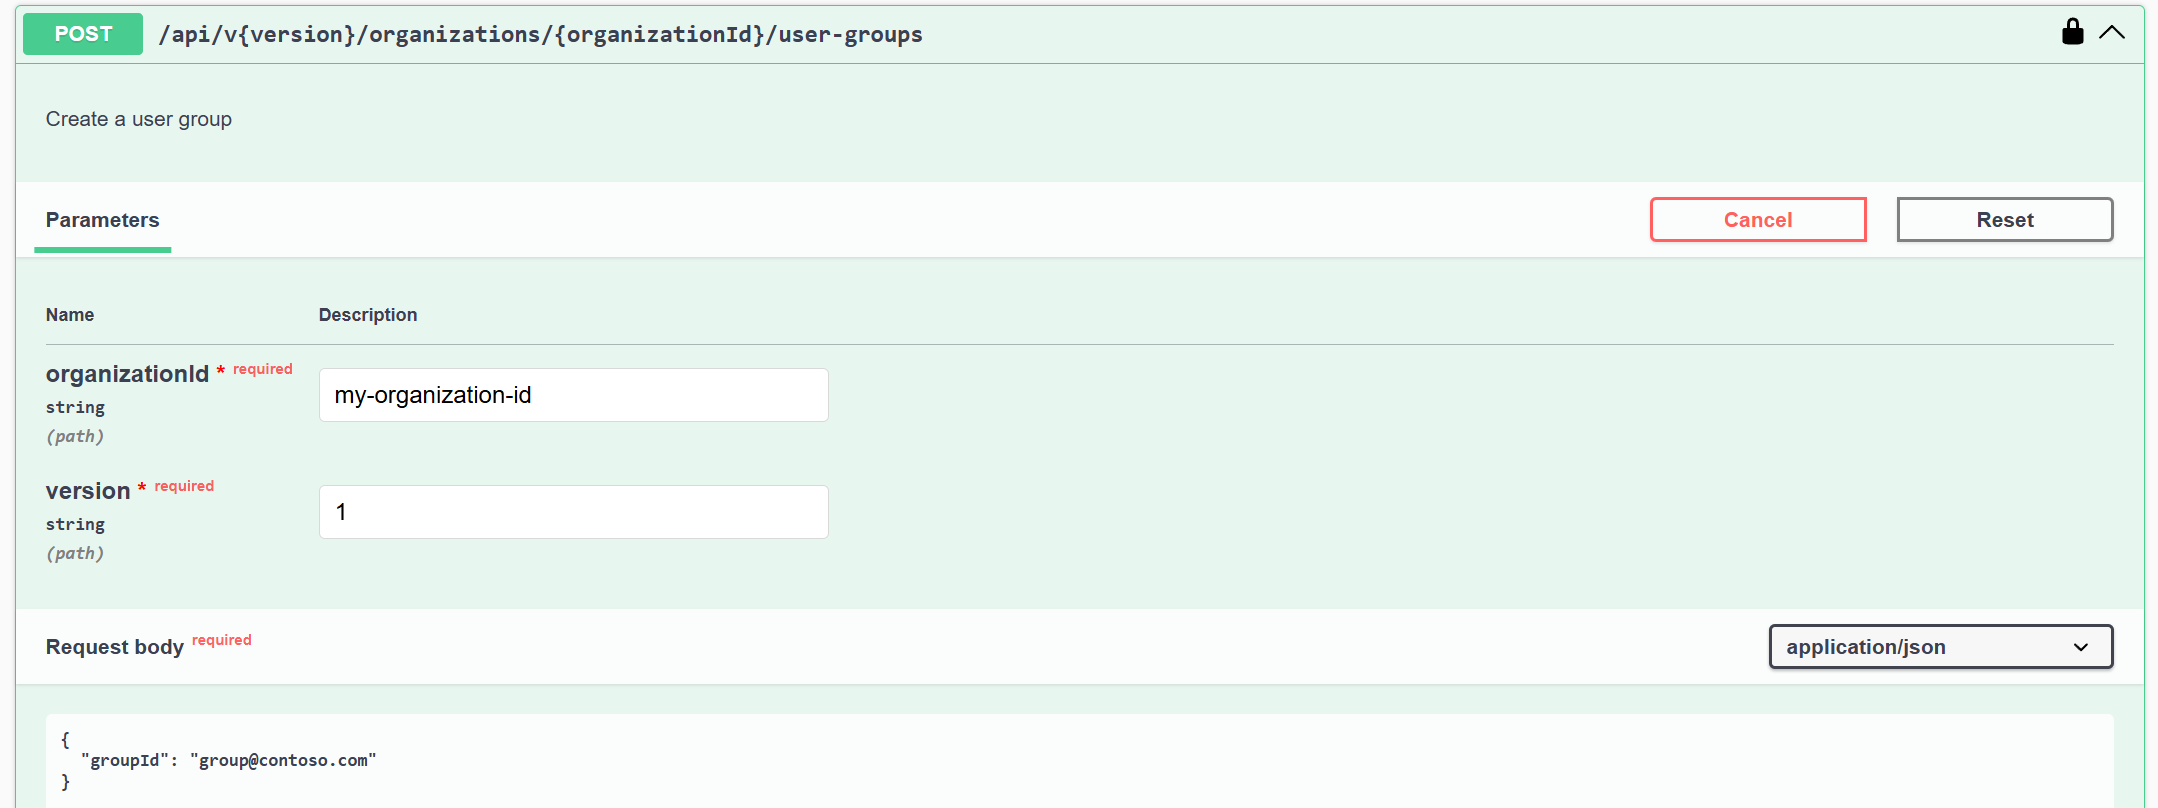 POST /api/v{version}/organizations/{organizationId}/user-groups
Create a user group
Parameters
Cancel
Reset
Name Description
organizationId * required
string
(path)
my-organization-id
version * required
string
(path)
1
Request body required
application/json
{
  "groupId": "group@contoso.com"
}